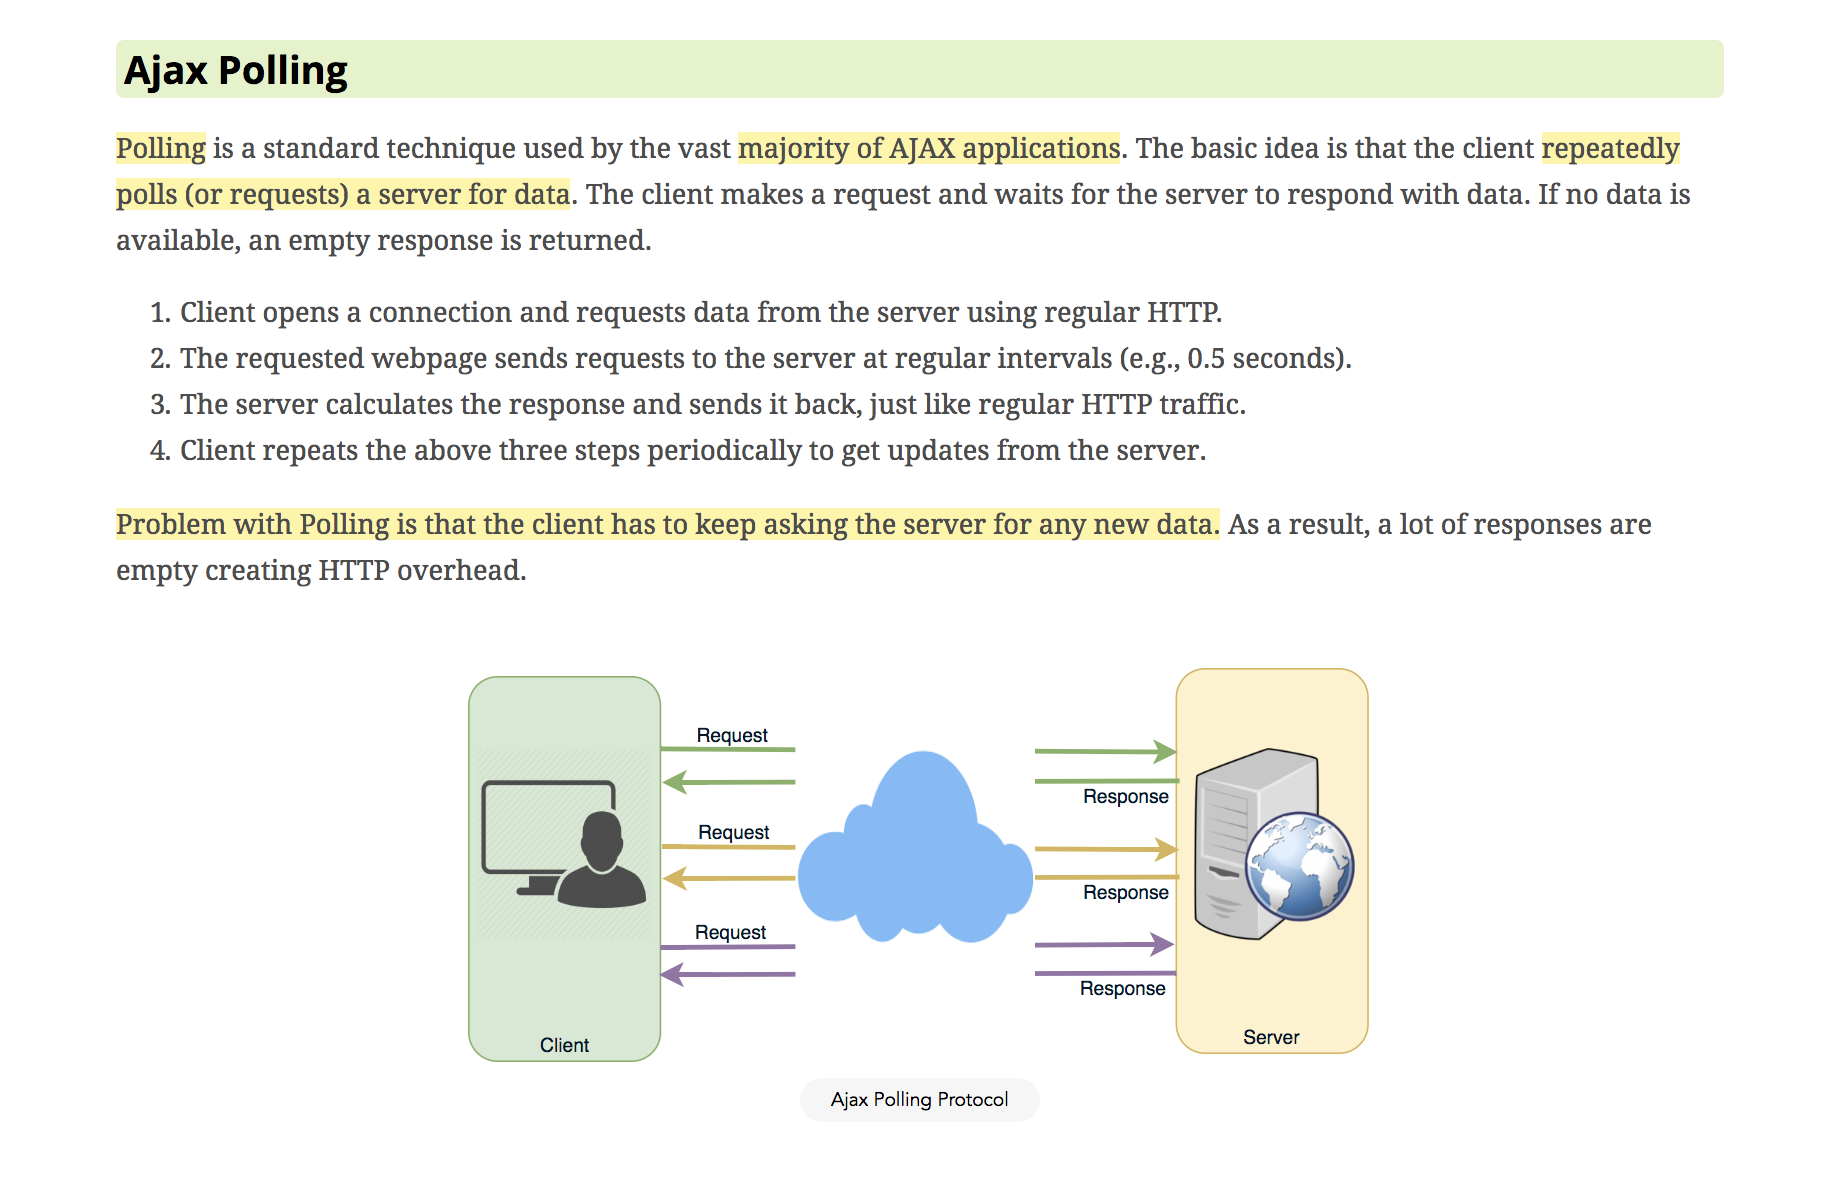 Ajax Polling
Polling is a standard technique used by the vast majority of AJAX applications. The basic idea is that the client repeatedly
polls (or requests) a server for data. The client makes a request and waits for the server to respond with data. If no data is
available, an empty response is returned.
1. Client opens a connection and requests data from the server using regular HTTP.
2. The requested webpage sends requests to the server at regular intervals (e.g., 0.5 seconds).
3. The server calculates the response and sends it back, just like regular HTTP traffic.
4. Client repeats the above three steps periodically to get updates from the server.
Problem with Polling is that the client has to keep asking the server for any new data. As a result, a lot of responses are
empty creating HTTP overhead.
Request
Response
Request
Response
Request
Response
Client
Server
Ajax Polling Protocol